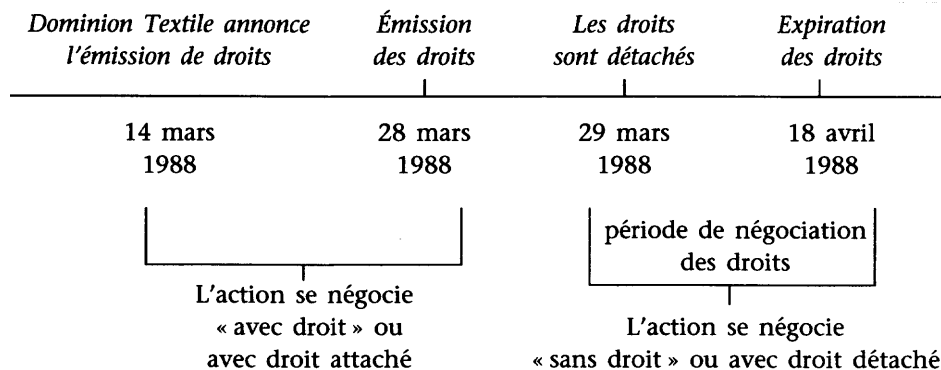 Dominion Textile annonce
l'émission de droits
Émission
des droits
Les droits
sont détachés
Expiration
des droits
14 mars
1988
28 mars
1988
29 mars
1988
18 avril
1988
période de négociation
des droits
L'action se négocie
« avec droit » ou
avec droit attaché
L'action se négocie
« sans droit » ou avec droit détaché